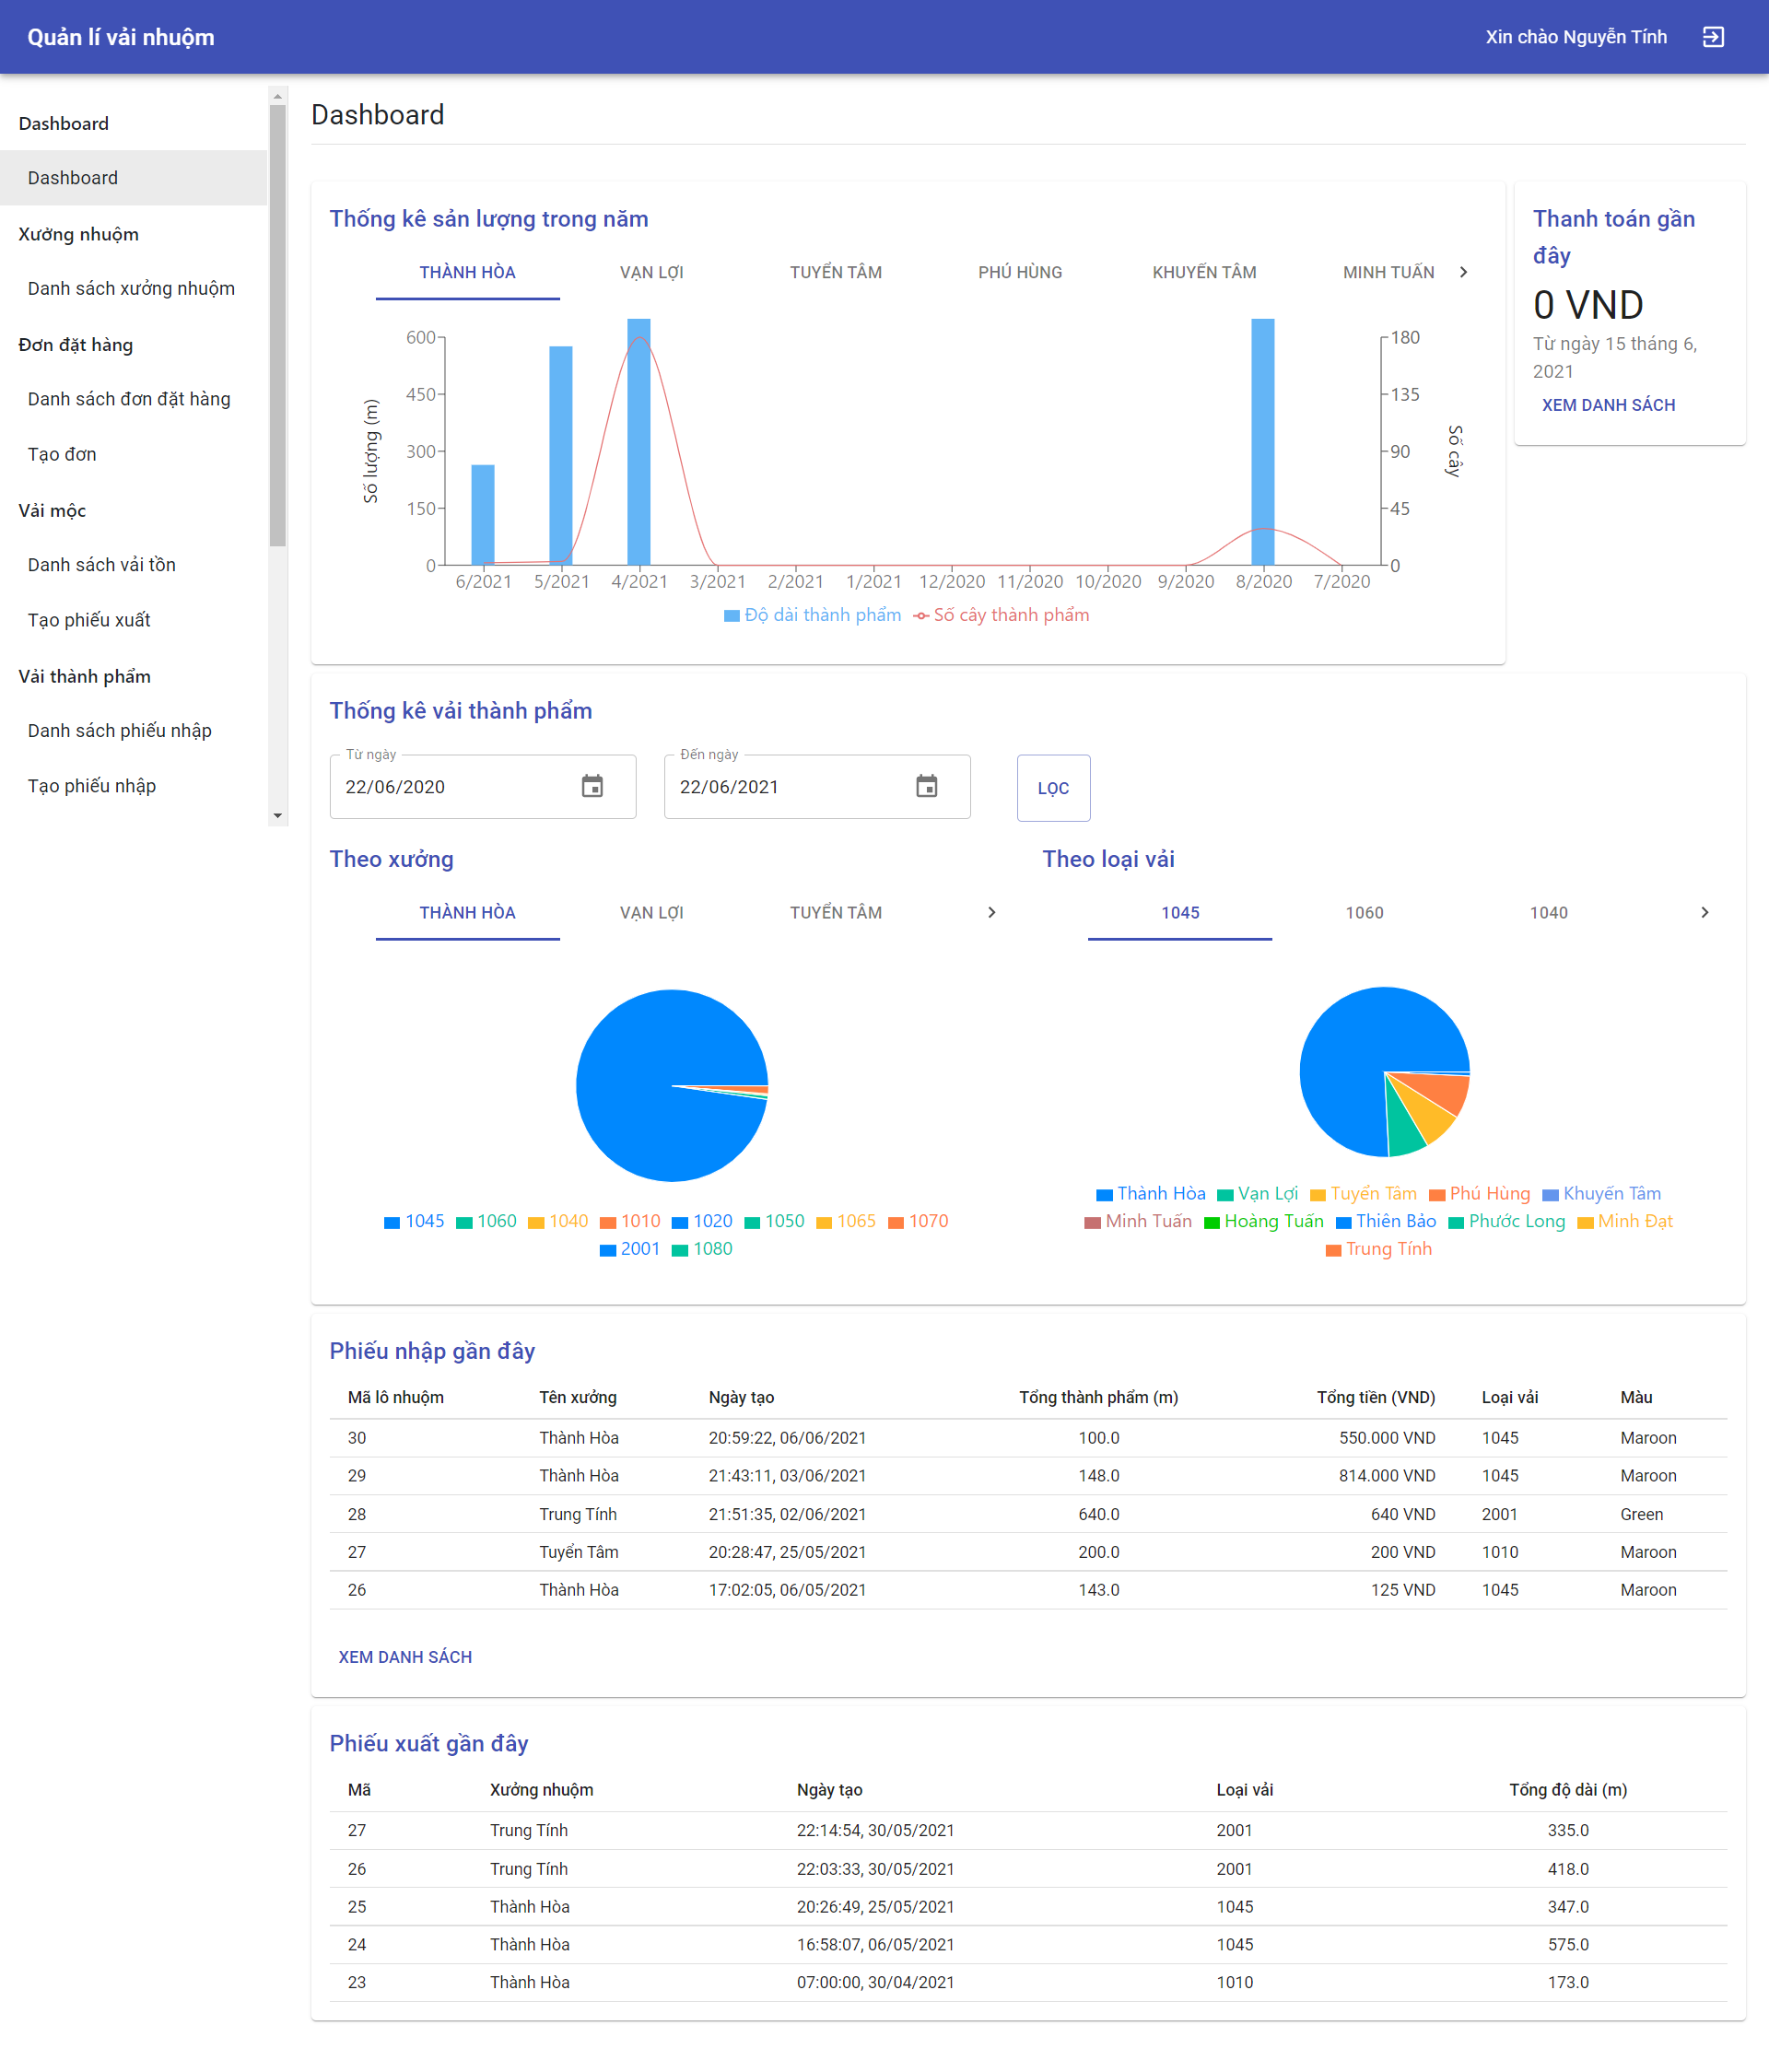 Quản lí vải nhuộm
Xin chào Nguyễn Tính
Dashboard
Dashboard
Xưởng nhuộm
Danh sách xưởng nhuộm
Đơn đặt hàng
Danh sách đơn đặt hàng
Tạo đơn
Vải mộc
Danh sách vải tồn
Tạo phiếu xuất
Vải thành phẩm
Danh sách phiếu nhập
Tạo phiếu nhập
Dashboard
Thống kê sản lượng trong năm
THÀNH HÒA VẠN LỢI TUYỂN TÂM PHÚ HÙNG KHUYẾN TÂM MINH TUẤN
Số lượng (m)
600
450
300
150
0
180
135
90
45
0
Số cây
6/2021 5/2021 4/2021 3/2021 2/2021 1/2021 12/2020 11/2020 10/2020 9/2020 8/2020 7/2020
Độ dài thành phẩm Số cây thành phẩm
Thanh toán gần
đây
0 VND
Từ ngày 15 tháng 6,
2021
XEM DANH SÁCH
Thống kê vải thành phẩm
Từ ngày
22/06/2020
Đến ngày
22/06/2021
LỌC
Theo xưởng
THÀNH HÒA VẠN LỢI TUYỂN TÂM
1045 1060 1040 1010 1020 1050 1065 1070
2001 1080
Theo loại vải
1045 1060 1040
Thành Hòa Vạn Lợi Tuyển Tâm Phú Hùng Khuyến Tâm
Minh Tuấn Hoàng Tuấn Thiên Bảo Phước Long Minh Đạt
Trung Tính
Phiếu nhập gần đây
Mã lô nhuộm Tên xưởng Ngày tạo Tổng thành phẩm (m) Tổng tiền (VND) Loại vải Màu
30 Thành Hòa 20:59:22, 06/06/2021 100.0 550.000 VND 1045 Maroon
29 Thành Hòa 21:43:11, 03/06/2021 148.0 814.000 VND 1045 Maroon
28 Trung Tính 21:51:35, 02/06/2021 640.0 640 VND 2001 Green
27 Tuyển Tâm 20:28:47, 25/05/2021 200.0 200 VND 1010 Maroon
26 Thành Hòa 17:02:05, 06/05/2021 143.0 125 VND 1045 Maroon
XEM DANH SÁCH
Phiếu xuất gần đây
Mã Xưởng nhuộm Ngày tạo Loại vải Tổng độ dài (m)
27 Trung Tính 22:14:54, 30/05/2021 2001 335.0
26 Trung Tính 22:03:33, 30/05/2021 2001 418.0
25 Thành Hòa 20:26:49, 25/05/2021 1045 347.0
24 Thành Hòa 16:58:07, 06/05/2021 1045 575.0
23 Thành Hòa 07:00:00, 30/04/2021 1010 173.0